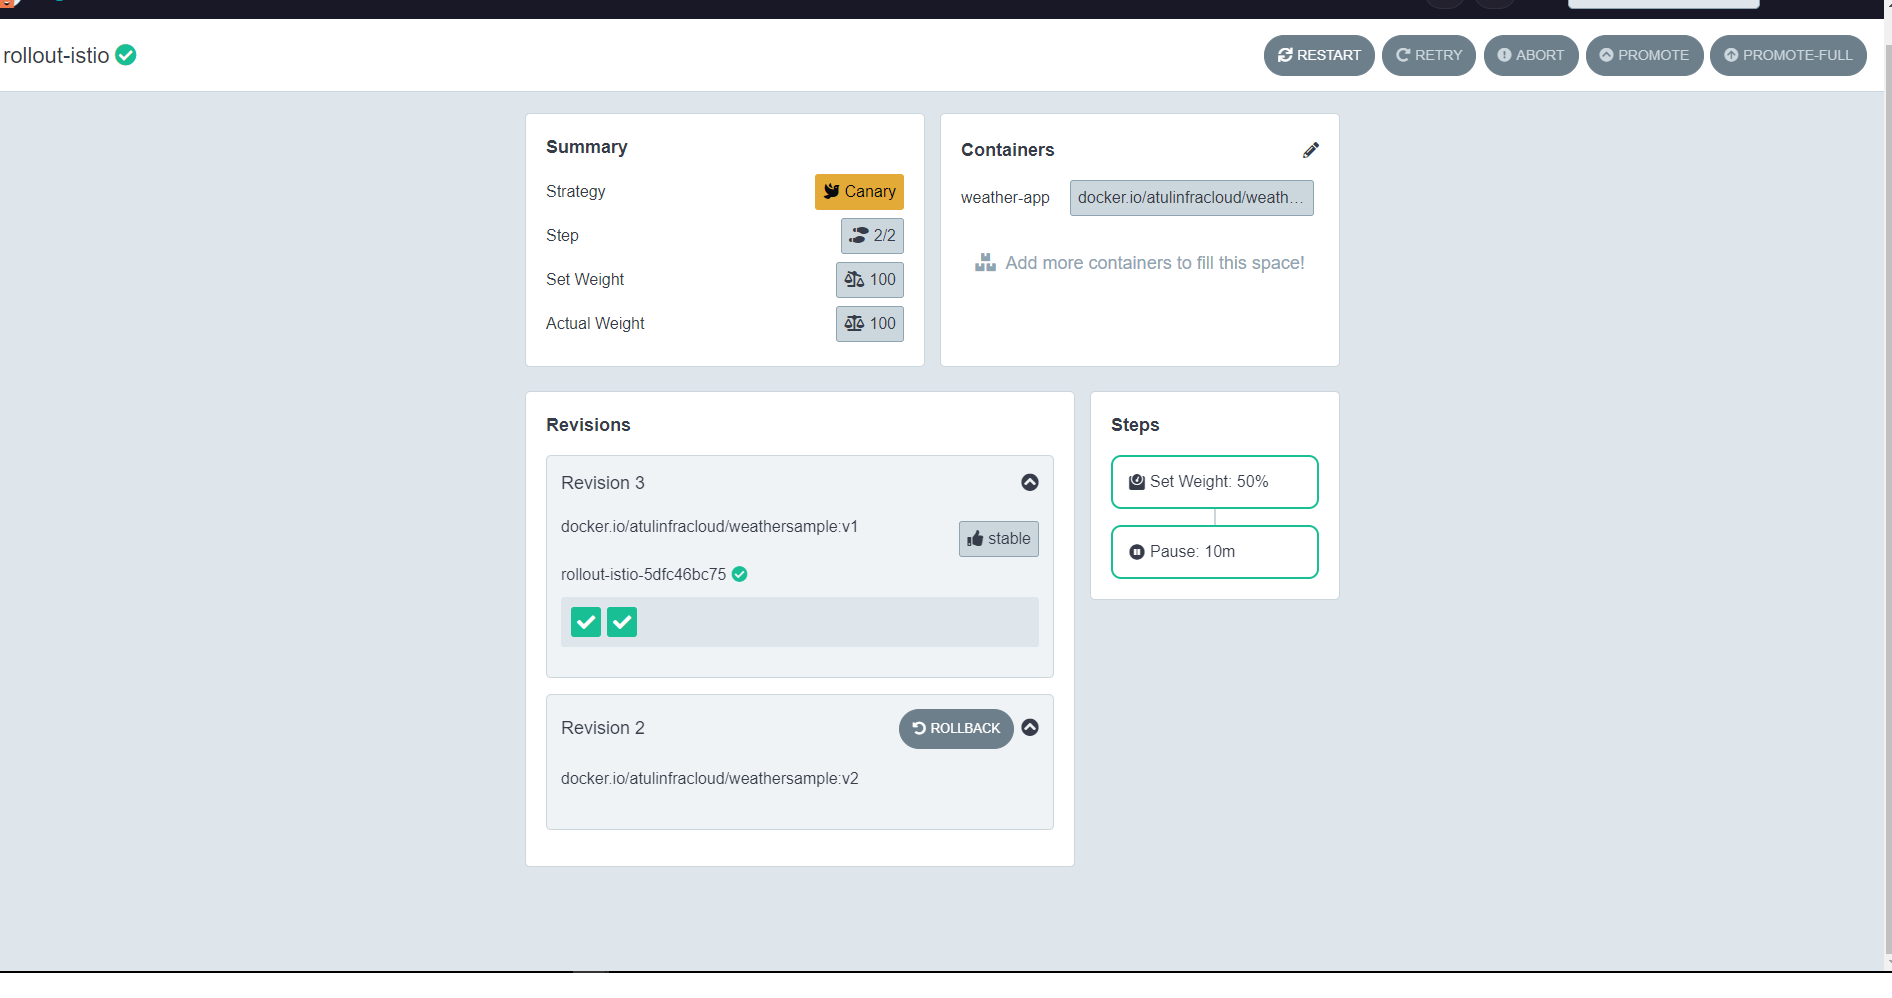 rollout-istio
RESTART
RETRY
ABORT
PROMOTE
PROMOTE-FULL
Summary
Strategy
Canary
Step
2/2
Set Weight
100
Actual Weight
100
Containers
weather-app
docker.io/atulinfracloud/weath...
Add more containers to fill this space!
Revisions
Revision 3
docker.io/atulinfracloud/weathersample:v1
stable
rollout-istio-5dfc46bc75
Revision 2
ROLLBACK
docker.io/atulinfracloud/weathersample:v2
Steps
Set Weight: 50%
Pause: 10m